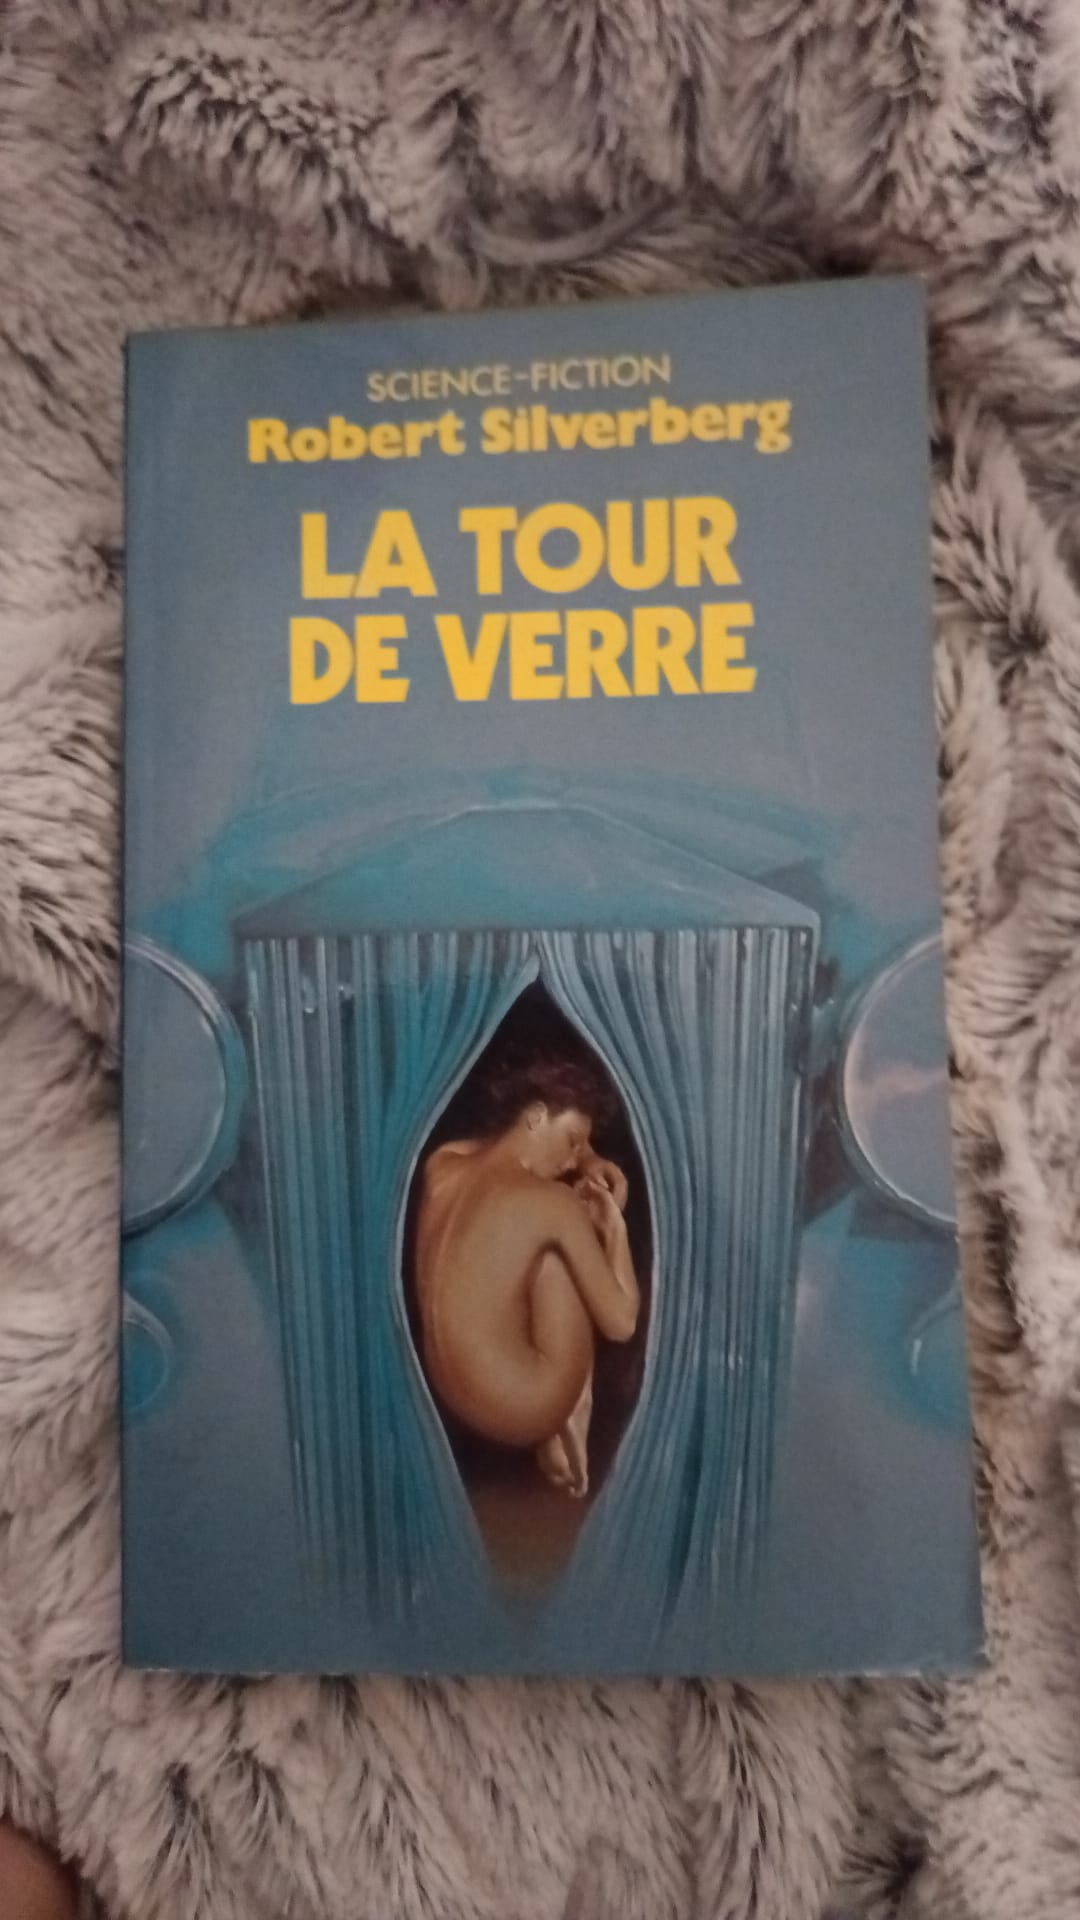 SCIENCE-FICTION
Robert Silverberg
LA TOUR
DE VERRE